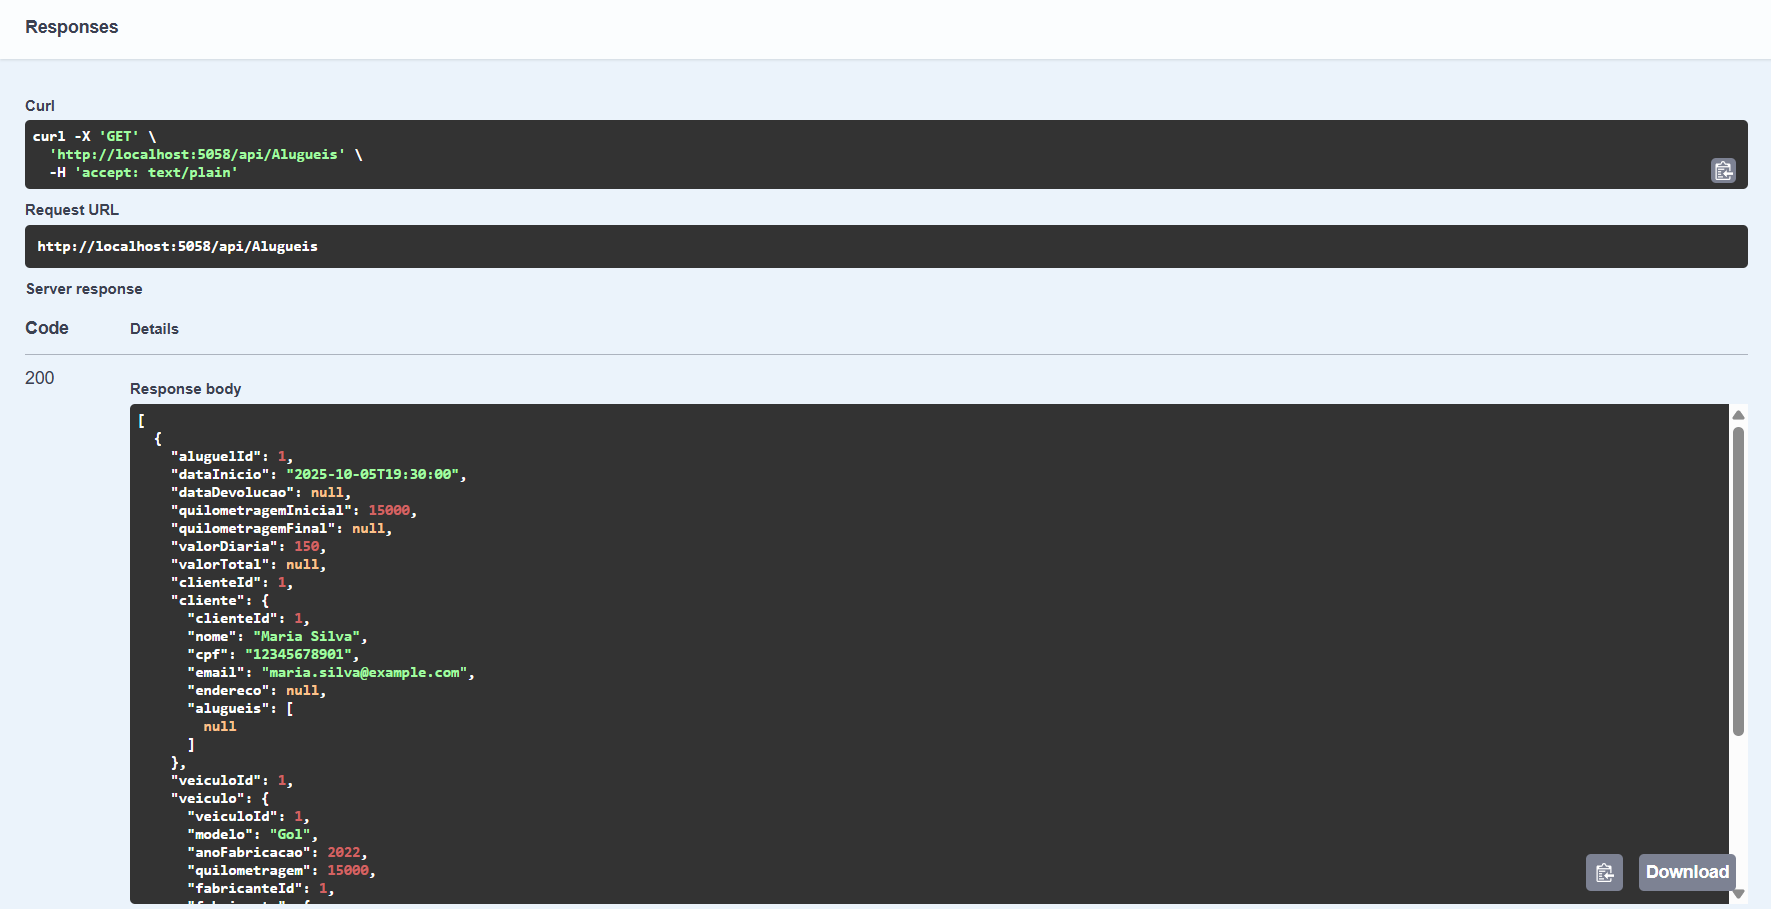 Responses
Curl
curl -X 'GET' \
  'http://localhost:5058/api/Alugueis' \
  -H 'accept: text/plain'
Request URL
http://localhost:5058/api/Alugueis
Server response
Code Details
200
Response body
[
  {
    "aluguelId": 1,
    "dataInicio": "2025-10-05T19:30:00",
    "dataDevolucao": null,
    "quilometragemInicial": 15000,
    "quilometragemFinal": null,
    "valorDiaria": 150,
    "valorTotal": null,
    "clienteId": 1,
    "cliente": {
      "clienteId": 1,
      "nome": "Maria Silva",
      "cpf": "12345678901",
      "email": "maria.silva@example.com",
      "endereco": null,
      "alugueis": [
        null
      ]
    },
    "veiculoId": 1,
    "veiculo": {
      "veiculoId": 1,
      "modelo": "Gol",
      "anoFabricacao": 2022,
      "quilometragem": 15000,
      "fabricanteId": 1,
Download